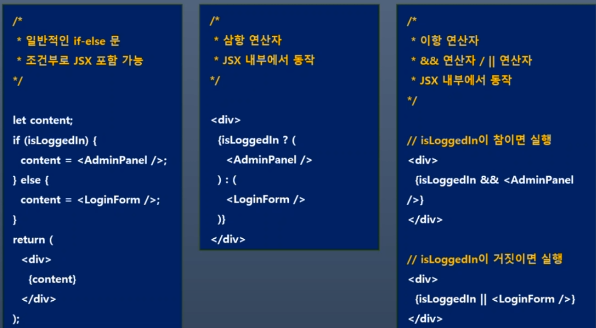 /*
* 일반적인 if-else 문
* 조건부로 JSX 포함 가능
*/
let content;
if (isLoggedIn) {
content = <AdminPanel />;
} else {
content = <LoginForm />;
}
return (
<div>
{content}
</div>
);
/*
* 삼항 연산자
* JSX 내부에서 동작
*/
<div>
{isLoggedIn ? (
<AdminPanel />
) : (
<LoginForm />
)}
</div>
/*
* 이항 연산자
* && 연산자 / || 연산자
* JSX 내부에서 동작
*/
// isLoggedIn이 참이면 실행
<div>
{isLoggedIn && <AdminPanel
/>}
</div>
// isLoggedIn이 거짓이면 실행
<div>
{isLoggedIn || <LoginForm />}
</div>